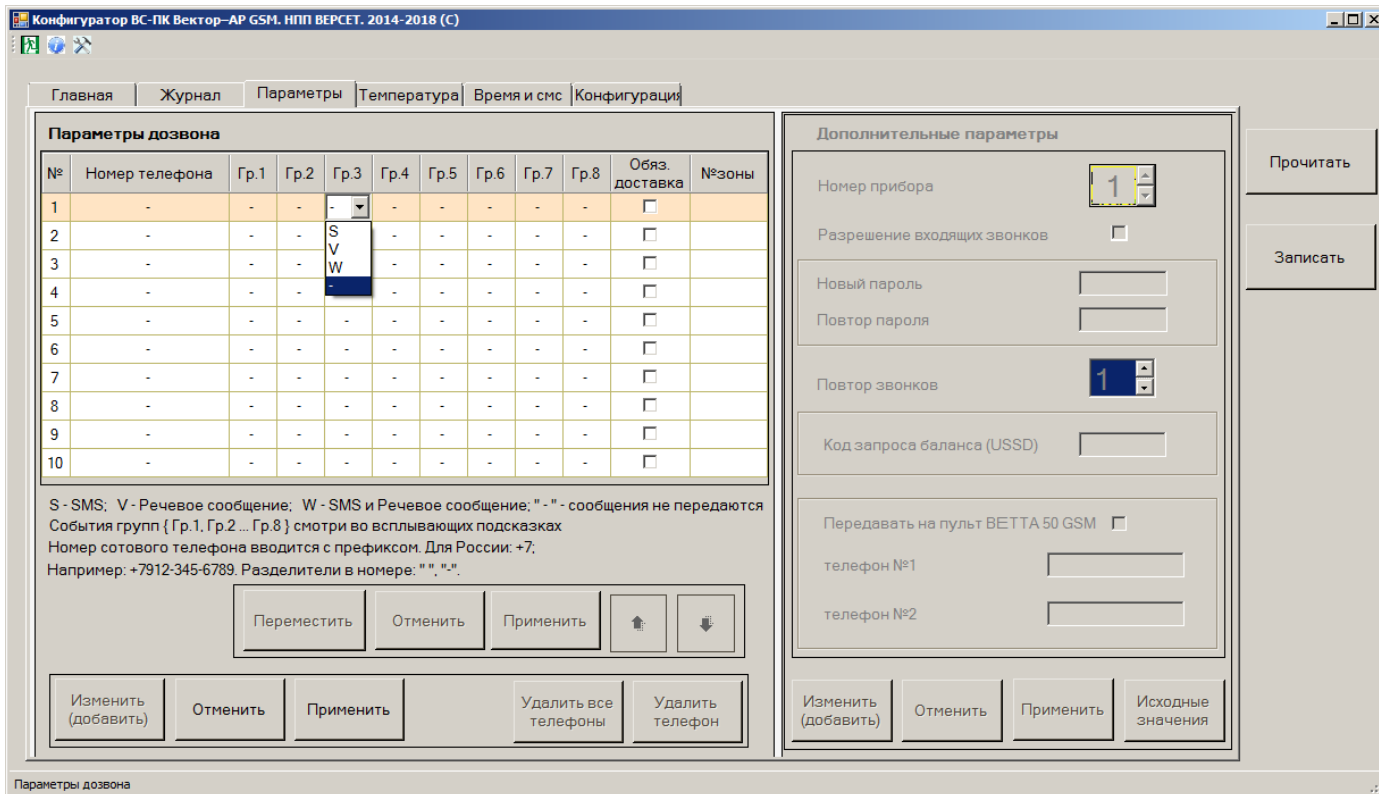 Конфигуратор ВС-ПК Вектор–АР GSM. НПП ВЕРСЕТ. 2014-2018 (С)
Главная Журнал Параметры Температура Время и смс Конфигурация
Параметры дозвона
№ Номер телефона Гр.1 Гр.2 Гр.3 Гр.4 Гр.5 Гр.6 Гр.7 Гр.8 Обяз. доставка №зоны
1 - - - - - - - - -
2 - - - S - - - - -
V
3 - - - W - - - - -
4 - - - - - - - - -
5 - - - - - - - - -
6 - - - - - - - - -
7 - - - - - - - - -
8 - - - - - - - - -
9 - - - - - - - - -
10 - - - - - - - - -
S - SMS; V - Речевое сообщение; W - SMS и Речевое сообщение; " - " - сообщения не передаются
События групп { Гр.1, Гр.2 ... Гр.8 } смотри во всплывающих подсказках
Номер сотового телефона вводится с префиксом. Для России: +7;
Например: +7912-345-6789. Разделители в номере: " ", "-".
Переместить Отменить Применить
Изменить (добавить) Отменить Применить Удалить все телефоны Удалить телефон
Дополнительные параметры
Номер прибора 1
Разрешение входящих звонков
Новый пароль
Повтор пароля
Повтор звонков 1
Код запроса баланса (USSD)
Передавать на пульт BETTA 50 GSM
телефон №1
телефон №2
Изменить (добавить) Отменить Применить Исходные значения
Прочитать
Записать
Параметры дозвона